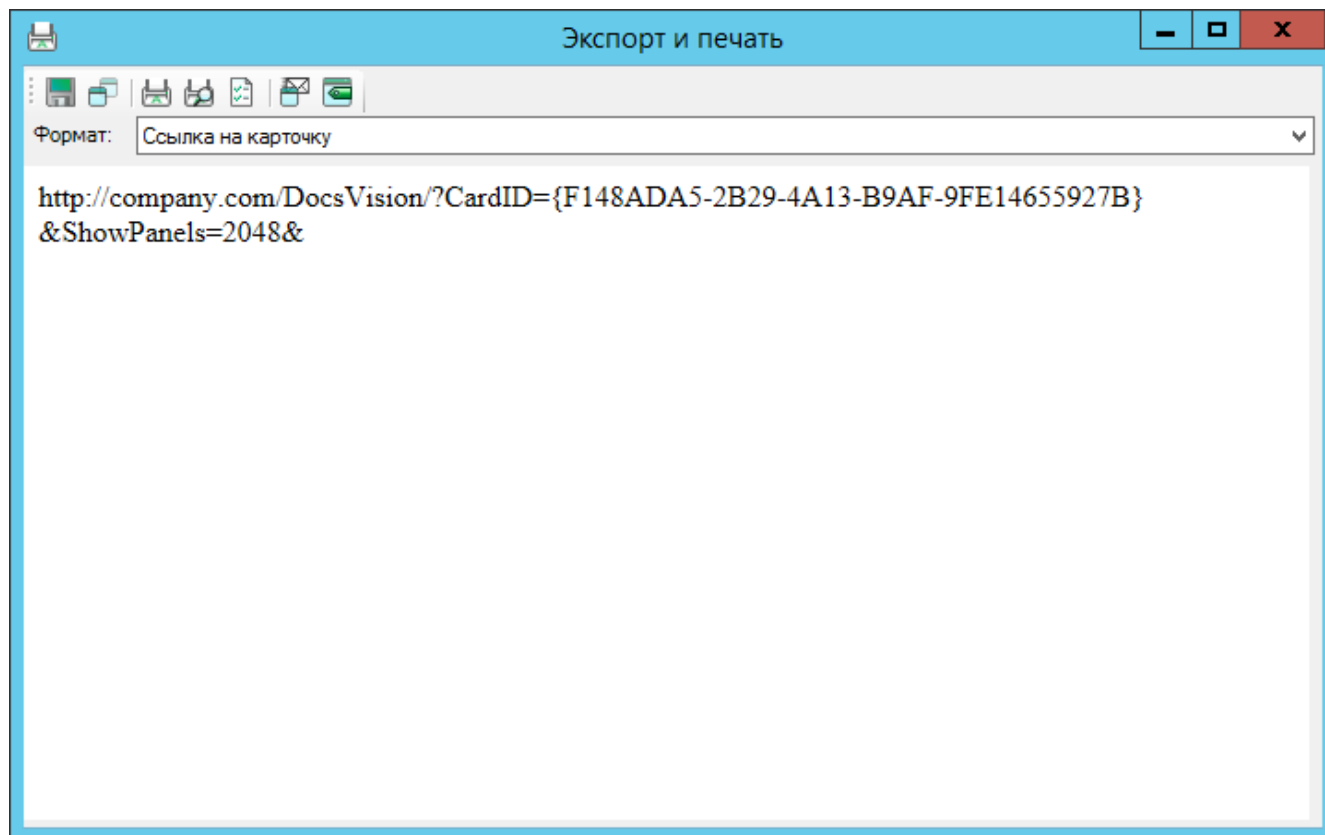 Экспорт и печать
Формат:
Ссылка на карточку
http://company.com/DocsVision/?CardID={F148ADA5-2B29-4A13-B9AF-9FE14655927B}
&ShowPanels=2048&